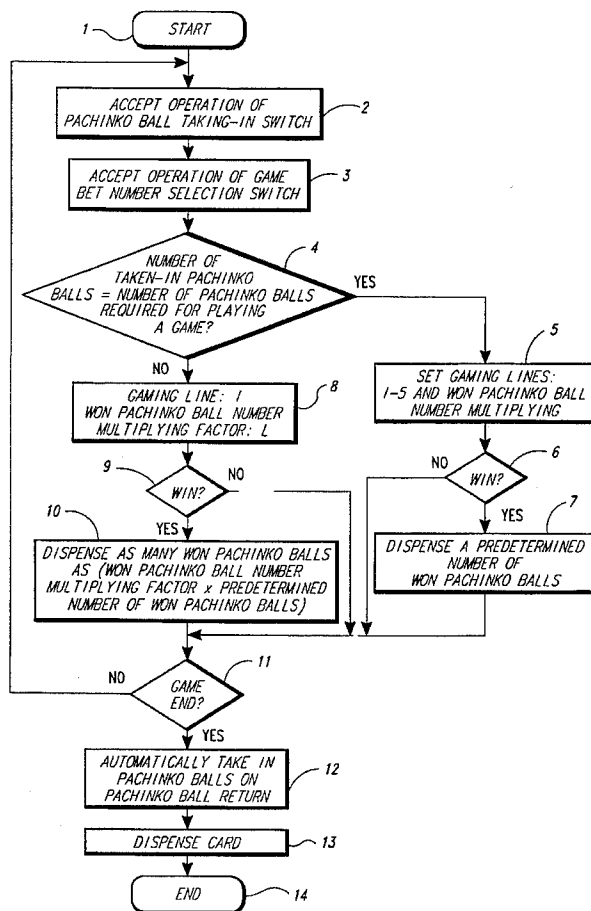 1
START
ACCEPT OPERATION OF
PACHINKO BALL TAKING-IN SWITCH
2
ACCEPT OPERATION OF GAME
BET NUMBER SELECTION SWITCH
3
NUMBER OF
TAKEN-IN PACHINKO
BALLS = NUMBER OF PACHINKO BALLS
REQUIRED FOR PLAYING
A GAME?
4
YES
NO
5
SET GAMING LINES:
1-5 AND WON PACHINKO BALL
NUMBER MULTIPLYING
GAMING LINE: 1
WON PACHINKO BALL NUMBER
MULTIPLYING FACTOR: L
8
9
WIN?
NO
YES
NO
WIN?
6
YES
7
10
DISPENSE AS MANY WON PACHINKO BALLS
AS (WON PACHINKO BALL NUMBER
MULTIPLYING FACTOR x PREDETERMINED
NUMBER OF WON PACHINKO BALLS)
DISPENSE A PREDETERMINED
NUMBER OF
WON PACHINKO BALLS
NO
GAME
END?
11
YES
AUTOMATICALLY TAKE IN
PACHINKO BALLS ON
PACHINKO BALL RETURN
12
DISPENSE CARD
13
END
14